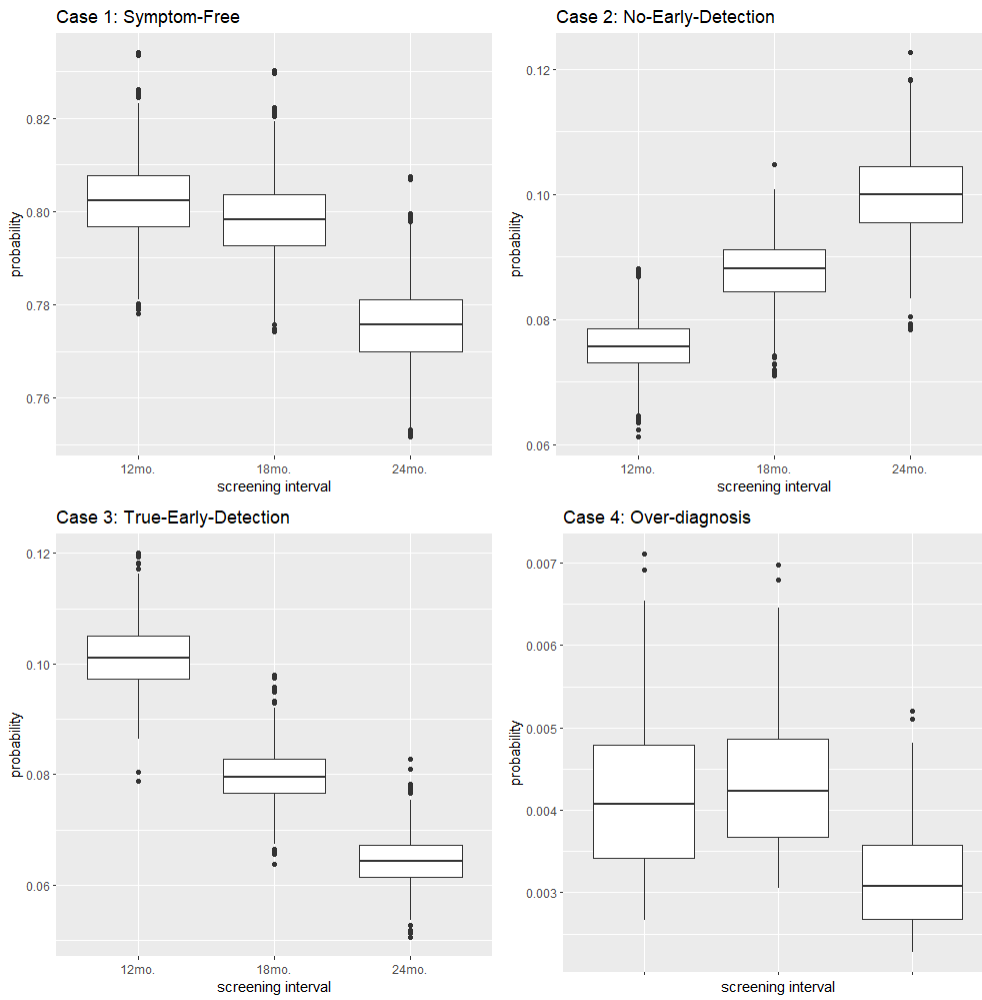 Case 1: Symptom-Free
probability
0.82
0.80
0.78
0.76
12mo. 18mo. 24mo.
screening interval
Case 2: No-Early-Detection
probability
0.12
0.10
0.08
0.06
12mo. 18mo. 24mo.
screening interval
Case 3: True-Early-Detection
probability
0.12
0.10
0.08
0.06
12mo. 18mo. 24mo.
screening interval
Case 4: Over-diagnosis
probability
0.007
0.006
0.005
0.004
0.003
screening interval